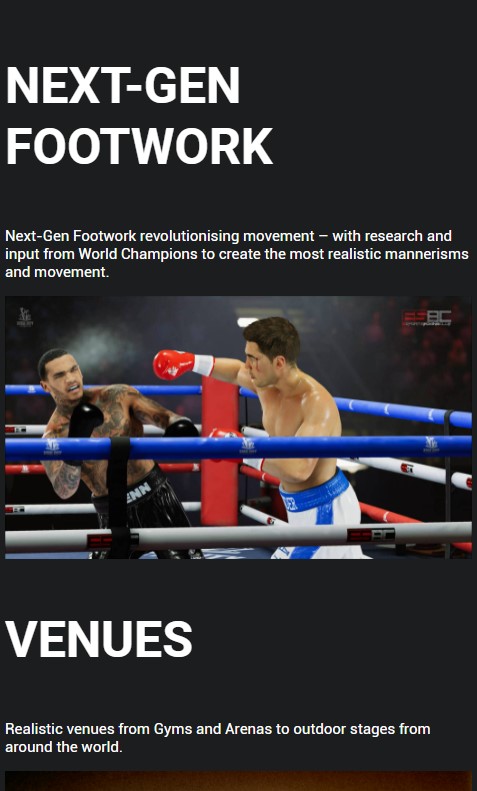 NEXT-GEN
FOOTWORK
Next-Gen Footwork revolutionising movement – with research and
input from World Champions to create the most realistic mannerisms
and movement.
ESBC
ENN
VENUES
Realistic venues from Gyms and Arenas to outdoor stages from
around the world.